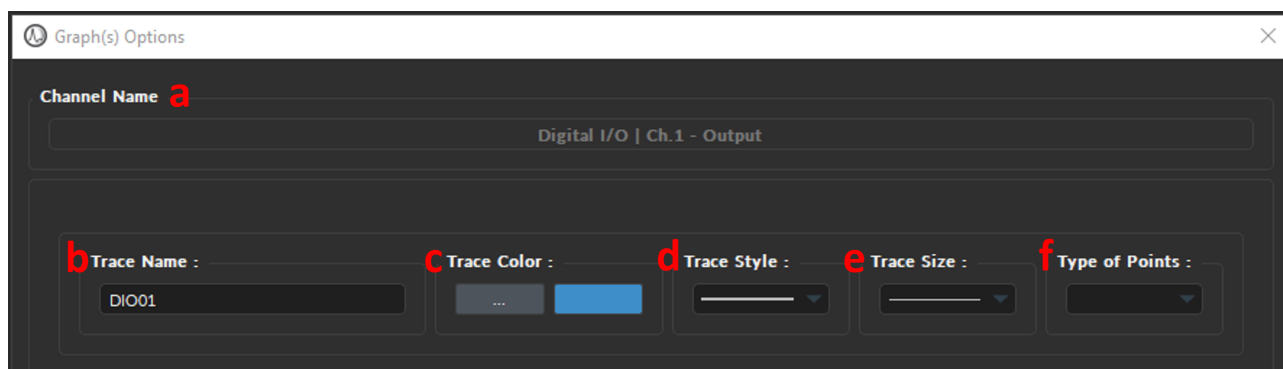 Graph(s) Options
Channel Name a
Digital I/O | Ch.1 - Output
b Trace Name : c Trace Color : d Trace Style : e Trace Size : f Type of Points :
DIO01 ...